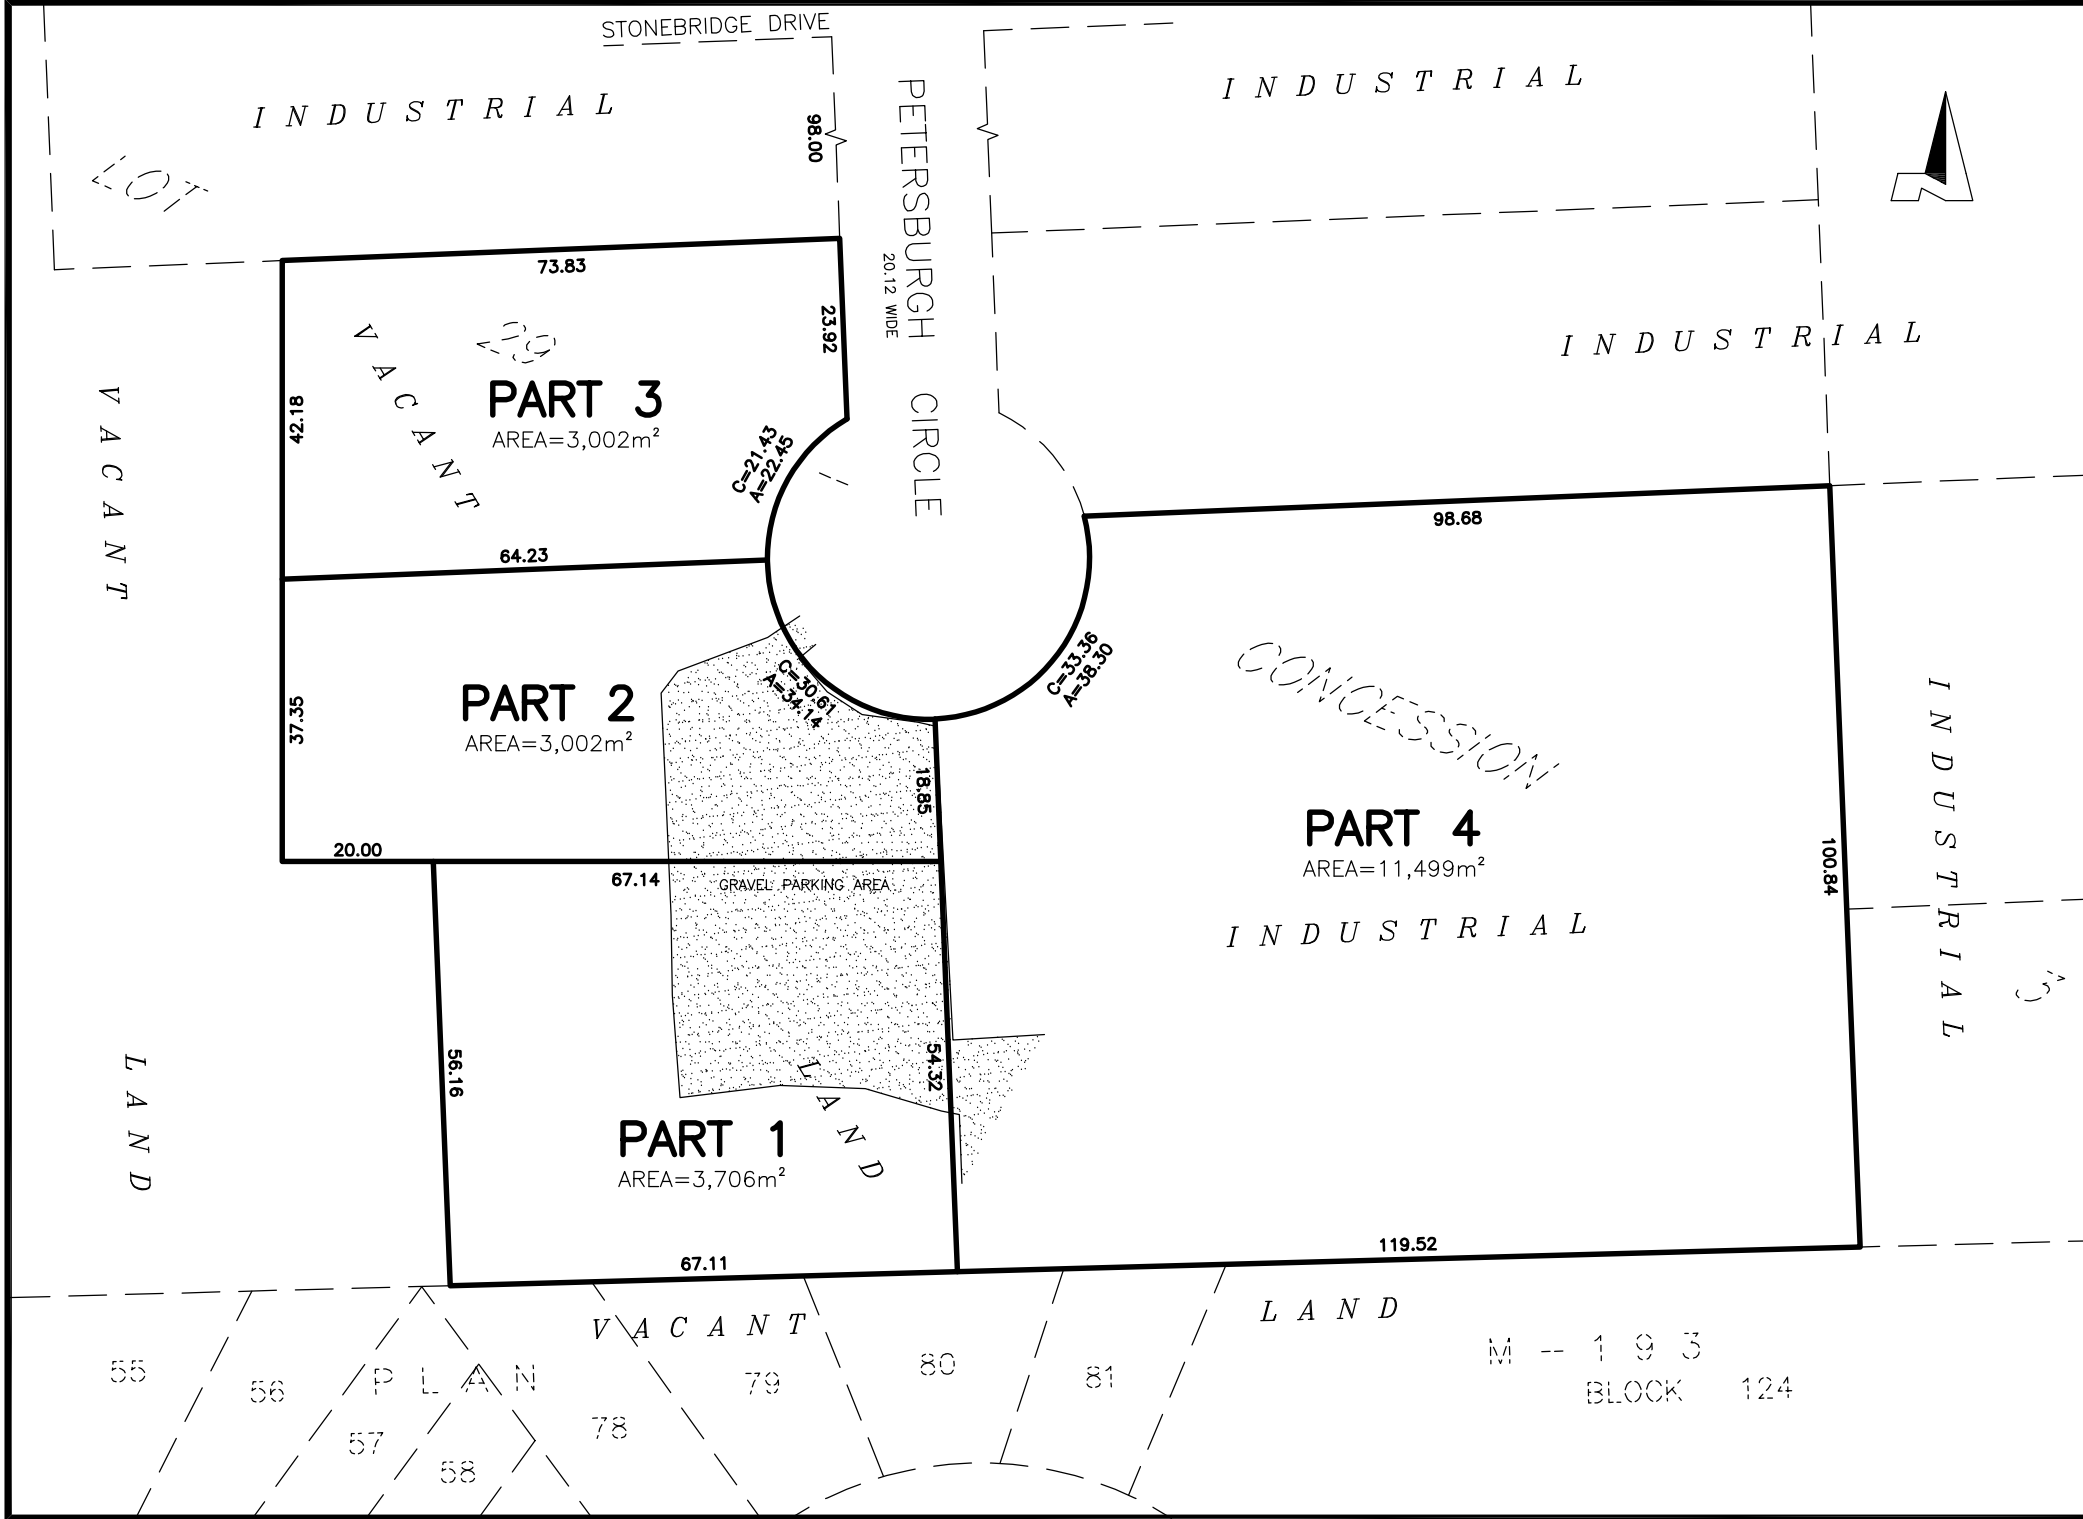 STONEBRIDGE DRIVE
INDUSTRIAL
INDUSTRIAL
LOT
98.00
PETERSBURGH CIRCLE
20.12 WIDE
73.83
23.92
VACANT
29
PART 3
AREA=3,002m²
42.18
C=21.43
A=22.45
64.23
INDUSTRIAL
98.68
VACANT
CONCESSION
C=33.36
A=38.30
C=30.61
A=34.14
PART 2
AREA=3,002m²
37.35
18.85
20.00
67.14
GRAVEL PARKING AREA
PART 4
AREA=11,499m²
INDUSTRIAL
100.84
INDUSTRIAL
3
LAND
56.16
54.32
LAND
PART 1
AREA=3,706m²
67.11
119.52
VACANT
LAND
55
56
PLAN
57
58
78
79
80
81
M -- 193
BLOCK 124